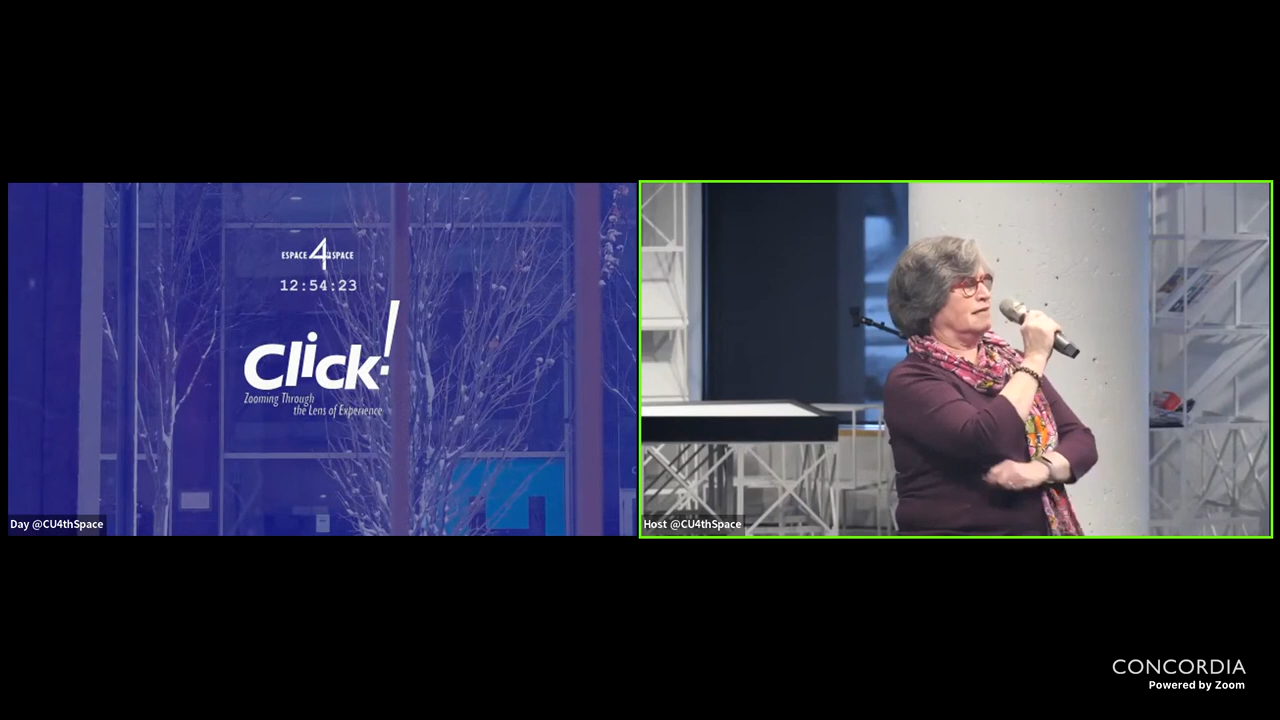 ESPACE 4TH SPACE
12:54:23
Click!
Zooming Through
the Lens of Experience
Day @CU4thSpace
Host @CU4thSpace
CONCORDIA
Powered by Zoom